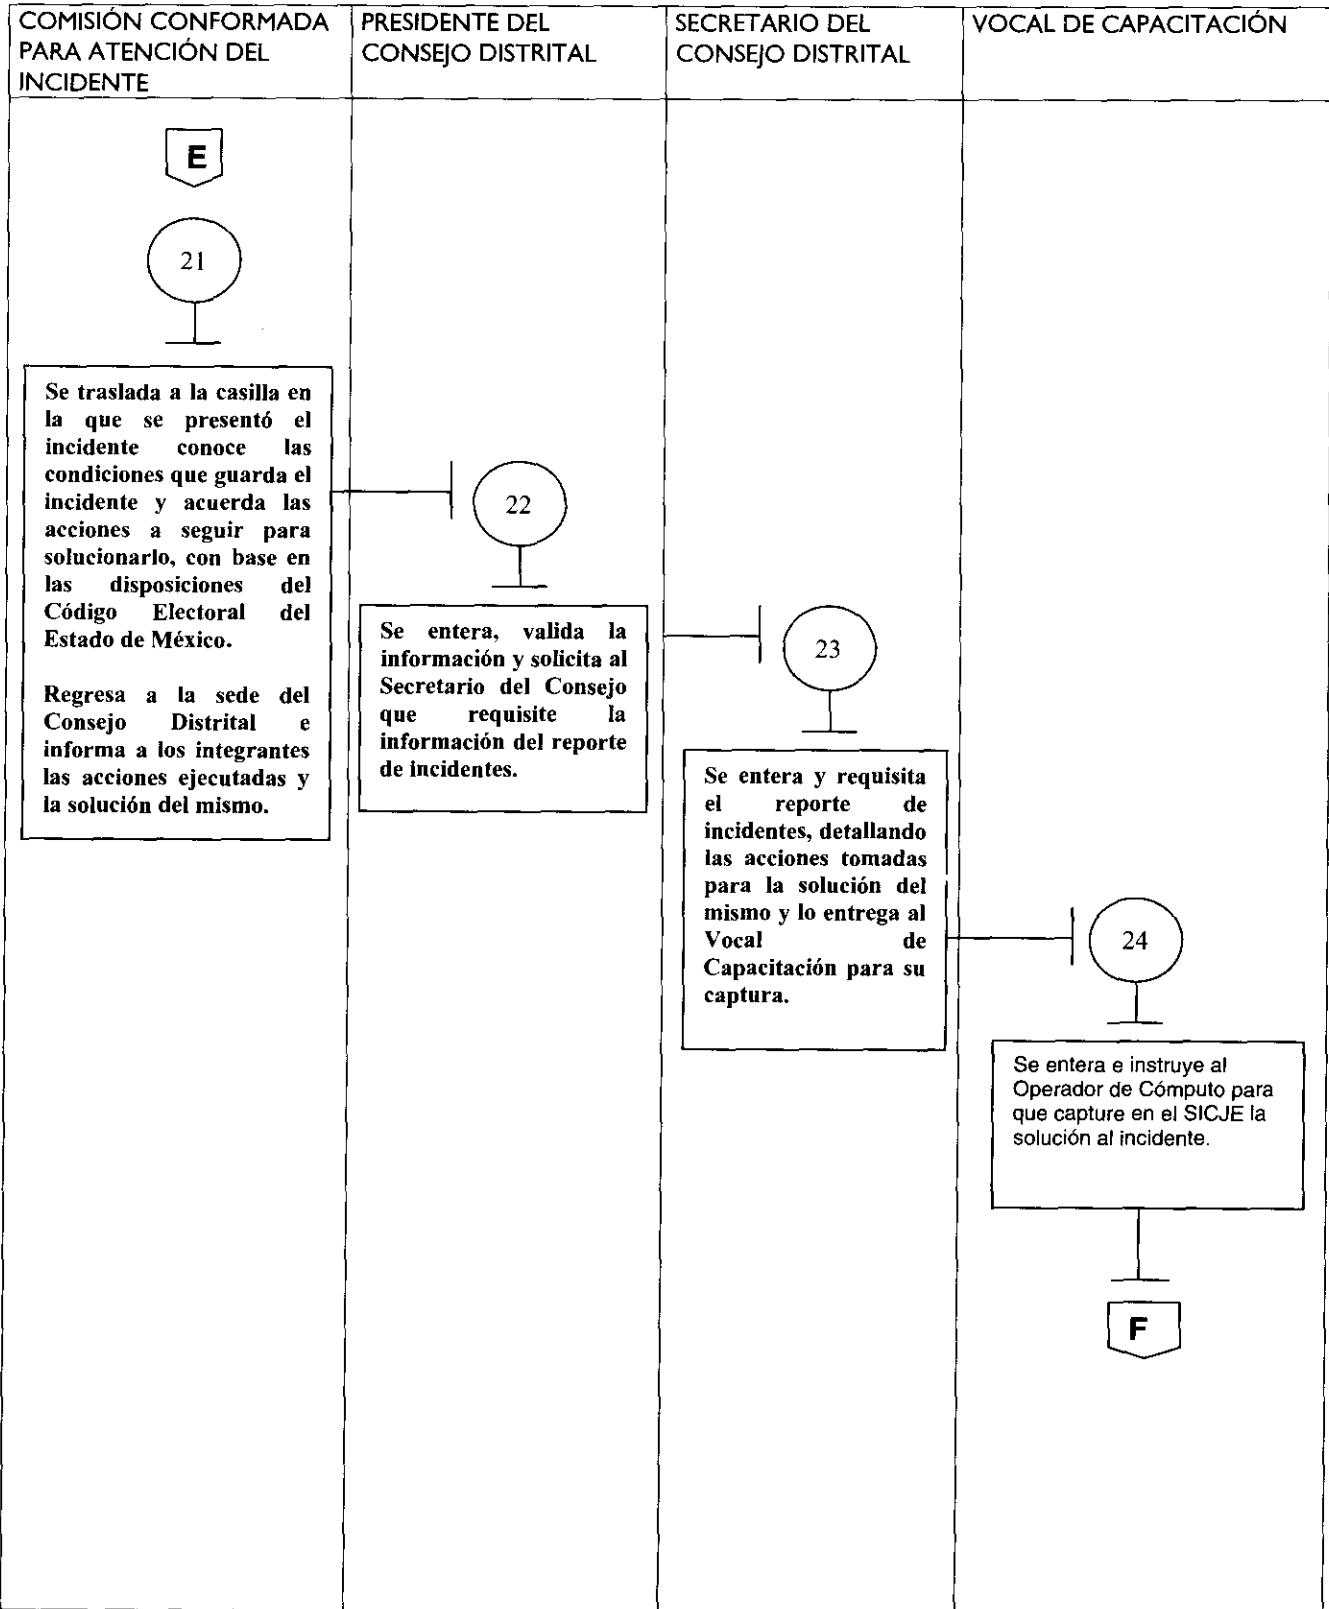 COMISIÓN CONFORMADA
PARA ATENCIÓN DEL
INCIDENTE
PRESIDENTE DEL
CONSEJO DISTRITAL
SECRETARIO DEL
CONSEJO DISTRITAL
VOCAL DE CAPACITACIÓN
E
21
Se traslada a la casilla en
la que se presentó el
incidente conoce las
condiciones que guarda el
incidente y acuerda las
acciones a seguir para
solucionarlo, con base en
las disposiciones del
Código Electoral del
Estado de México.
Regresa a la sede del
Consejo Distrital e
informa a los integrantes
las acciones ejecutadas y
la solución del mismo.
22
Se entera, valida la
información y solicita al
Secretario del Consejo
que requisite la
información del reporte
de incidentes.
23
Se entera y requisita
el reporte de
incidentes, detallando
las acciones tomadas
para la solución del
mismo y lo entrega al
Vocal de
Capacitación para su
captura.
24
Se entera e instruye al
Operador de Cómputo para
que capture en el SICJE la
solución al incidente.
F